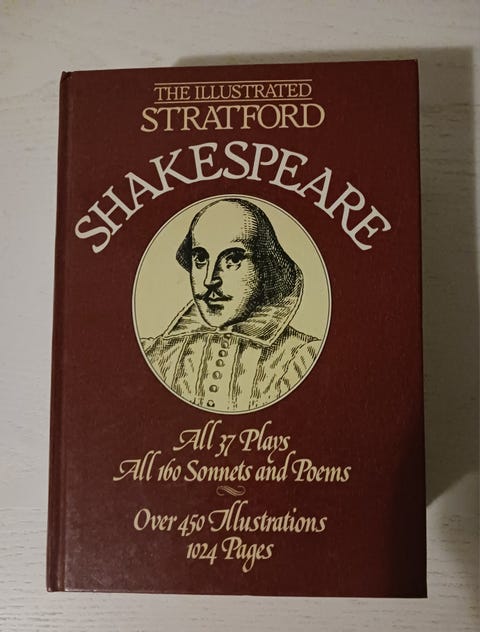 THE ILLUSTRATED
STRATFORD
SHAKESPEARE
All 37 Plays
All 160 Sonnets and Poems
Over 450 Illustrations
1024 Pages